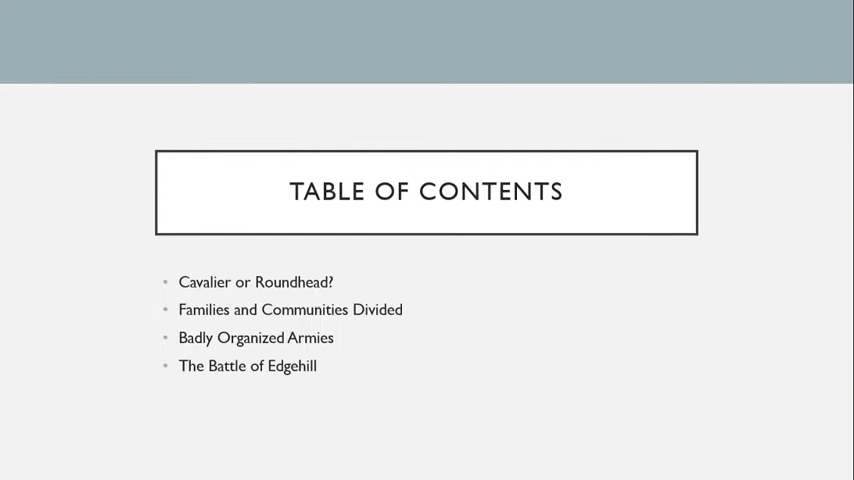 TABLE OF CONTENTS
• Cavalier or Roundhead?
• Families and Communities Divided
• Badly Organized Armies
• The Battle of Edgehill